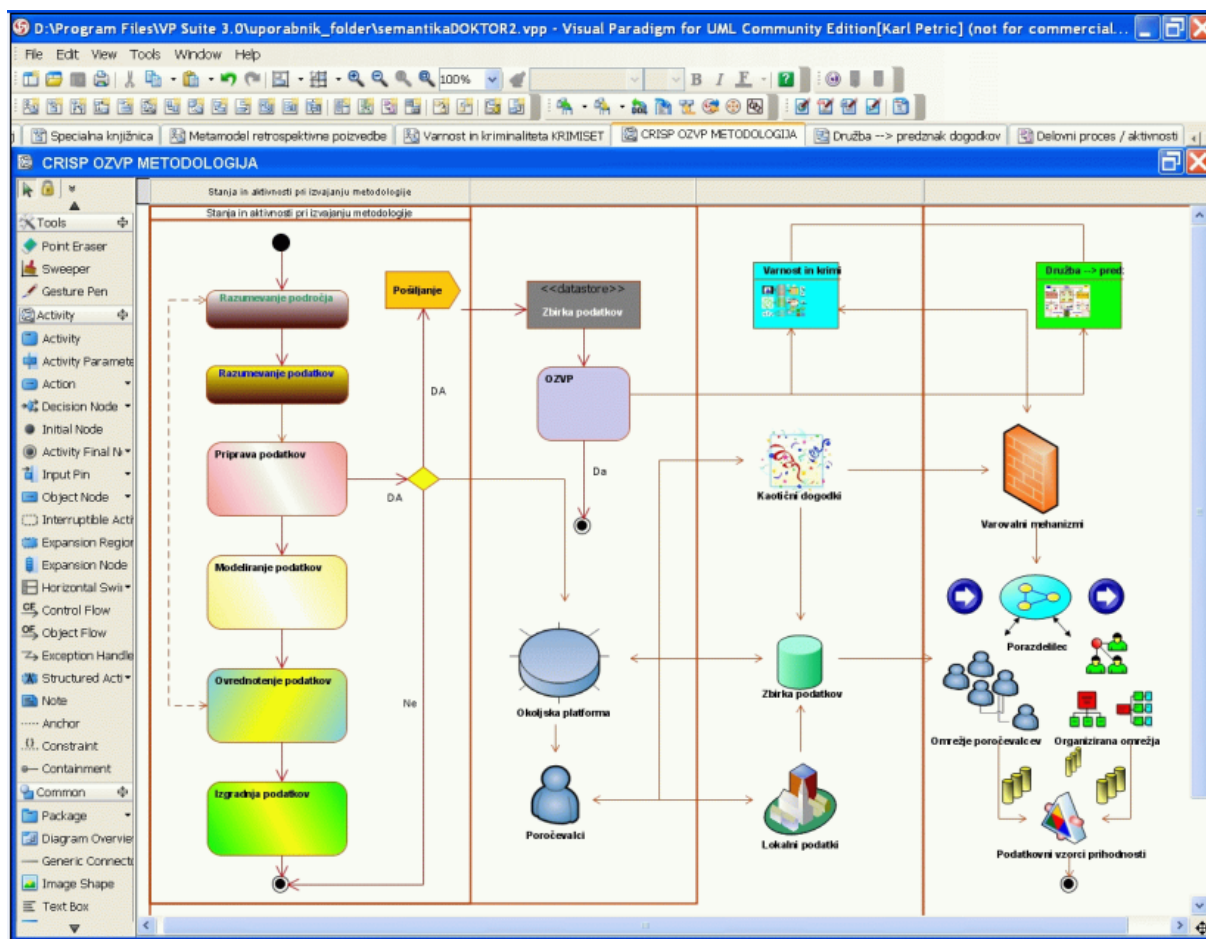 D:\Program Files\VP Suite 3.0\uporabnik_folder\semantikaDOKTOR2.vpp - Visual Paradigm for UML Community Edition[Karl Petric] (not for commercial...
File Edit View Tools Window Help
100% B I F
Specialna knjižnica Metamodel retrospektivne poizvedbe Varnost in kriminaliteta KRIMISET CRISP OZVP METODOLOGIJA Družba --> predznak dogodkov Delovni proces / aktivnosti
CRISP OZVP METODOLOGIJA
Tools
Point Eraser
Sweeper
Gesture Pen
Activity
Activity
Activity Paramete
Action
Decision Node
Initial Node
Activity Final N
Input Pin
Object Node
Interruptible Acti
Expansion Region
Expansion Node
Horizontal Swi
Control Flow
Object Flow
Exception Handle
Structured Acti
Note
Anchor
Constraint
Containment
Common
Package
Diagram Overvie
Generic Connect
Image Shape
Text Box
Stanja in aktivnosti pri izvajanju metodologije
Stanja in aktivnosti pri izvajanju metodologije
Razumevanje področja
Razumevanje podatkov
Priprava podatkov
Modeliranje podatkov
Ovrednotenje podatkov
Izgradnja podatkov
Pošiljanje
DA
DA
Ne
<<datastore>>
Zbirka podatkov
OZVP
Da
Okoljska platforma
Poročevalci
Varnost in krimi
Kaotični dogodki
Zbirka podatkov
Lokalni podatki
Družba --> pred:
Varovalni mehanizmi
Porazdelilec
Omrežje poročevalcev
Organizirana omrežja
Podatkovni vzorci prihodnosti